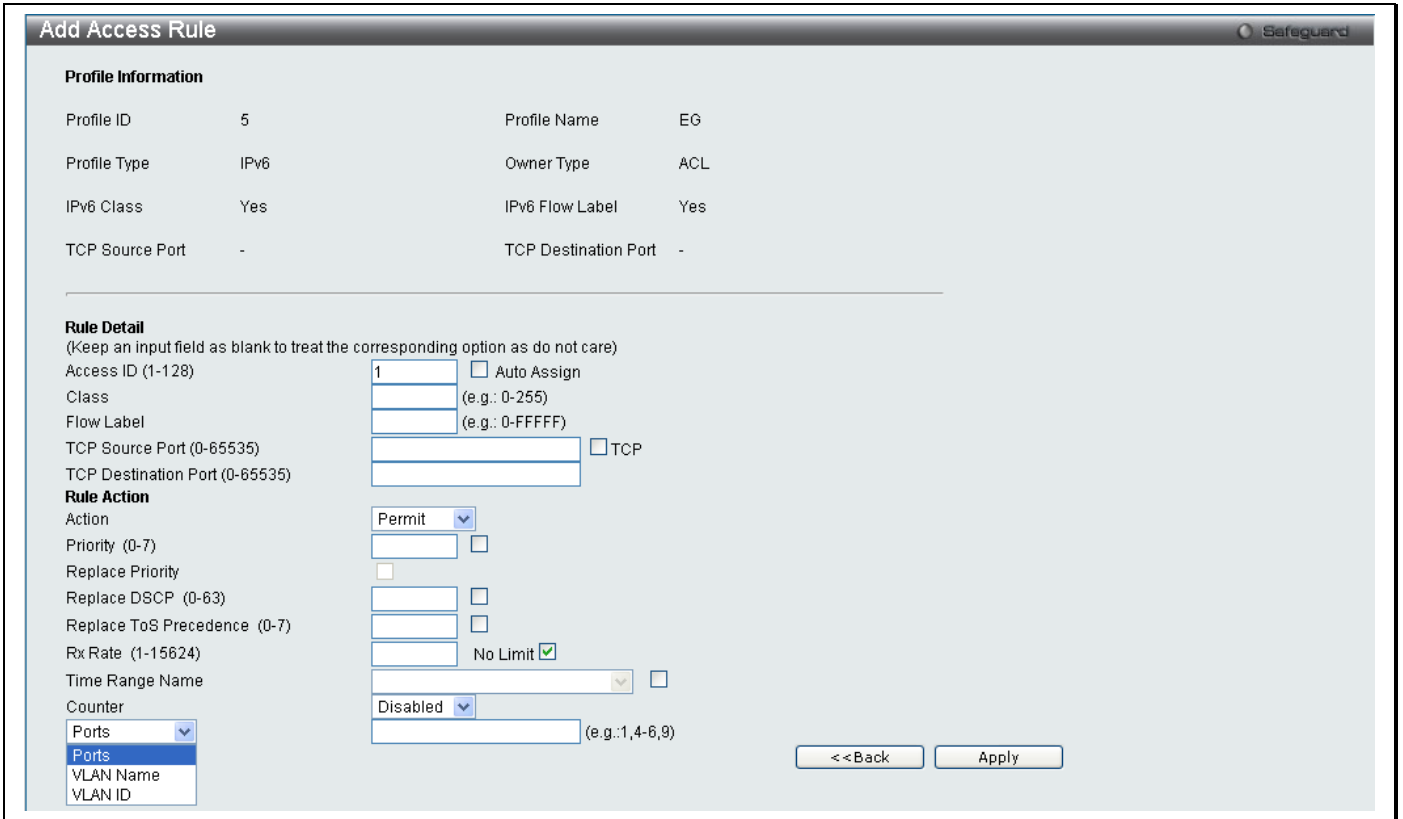 Add Access Rule Safeguard
Profile Information
Profile ID 5 Profile Name EG
Profile Type IPv6 Owner Type ACL
IPv6 Class Yes IPv6 Flow Label Yes
TCP Source Port - TCP Destination Port -
Rule Detail
(Keep an input field as blank to treat the corresponding option as do not care)
Access ID (1-128) 1 Auto Assign
Class (e.g.: 0-255)
Flow Label (e.g.: 0-FFFFF)
TCP Source Port (0-65535) TCP
TCP Destination Port (0-65535)
Rule Action
Action Permit
Priority (0-7)
Replace Priority
Replace DSCP (0-63)
Replace ToS Precedence (0-7)
Rx Rate (1-15624) No Limit
Time Range Name
Counter Disabled
Ports (e.g.:1,4-6,9)
Ports <<Back Apply
VLAN Name
VLAN ID